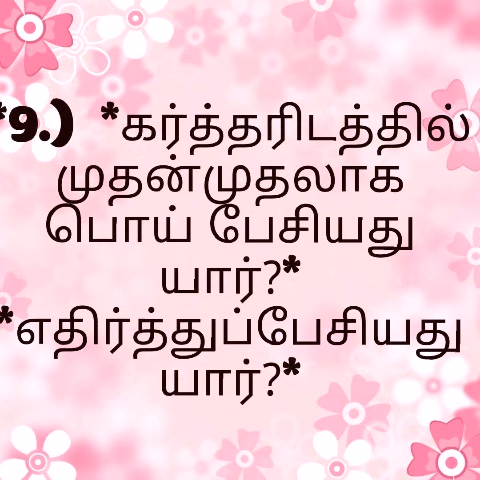 *9.) *கர்த்தரிடத்தில்
முதன்முதலாக
பொய் பேசியது
யார்?*
*எதிர்த்துப்பேசியது
யார்?*